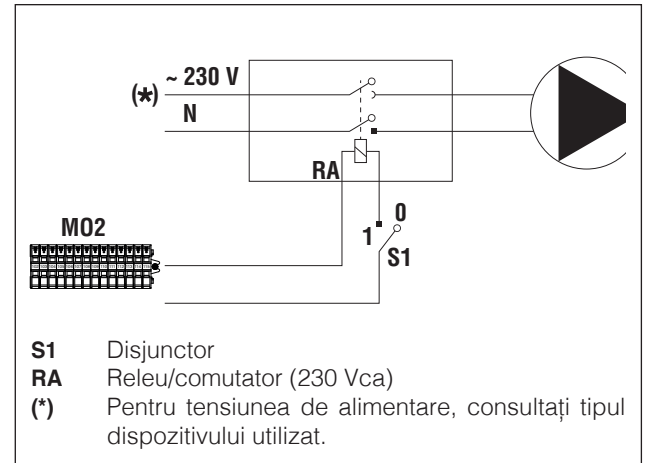 ~ 230 V
(*)
N
RA
MO2
1 0
S1
S1 Disjunctor
RA Releu/comutator (230 Vca)
(*) Pentru tensiunea de alimentare, consultați tipul
dispozitivului utilizat.